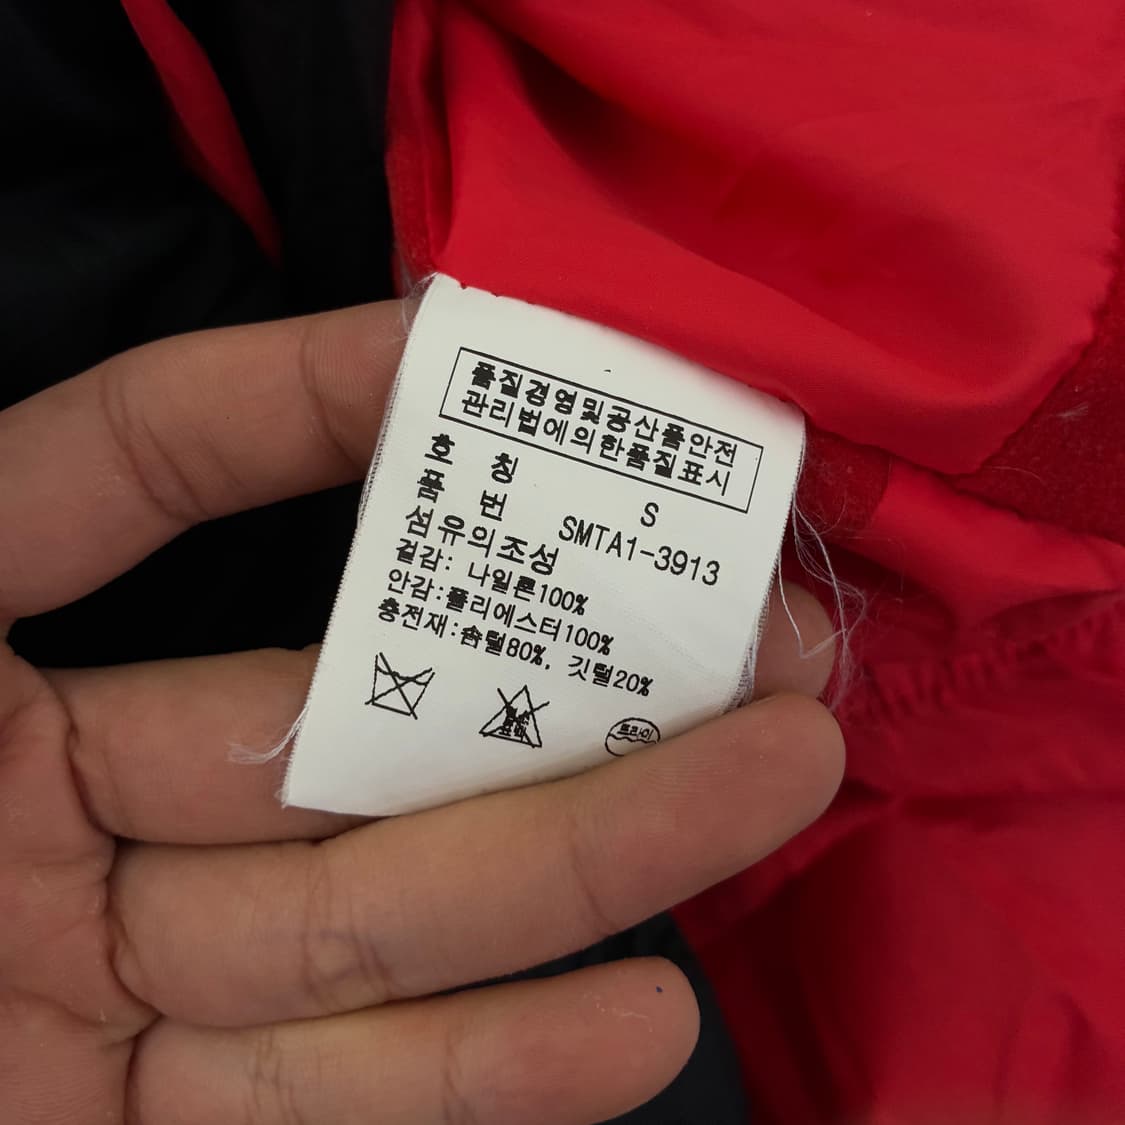 품질경영및공산품안전
관리법에의한품질표시
호 칭 S
품 번 SMTA1-3913
섬유의조성
겉감: 나일론100%
안감:폴리에스터100%
충전재:솜털80%, 깃털20%
드라이